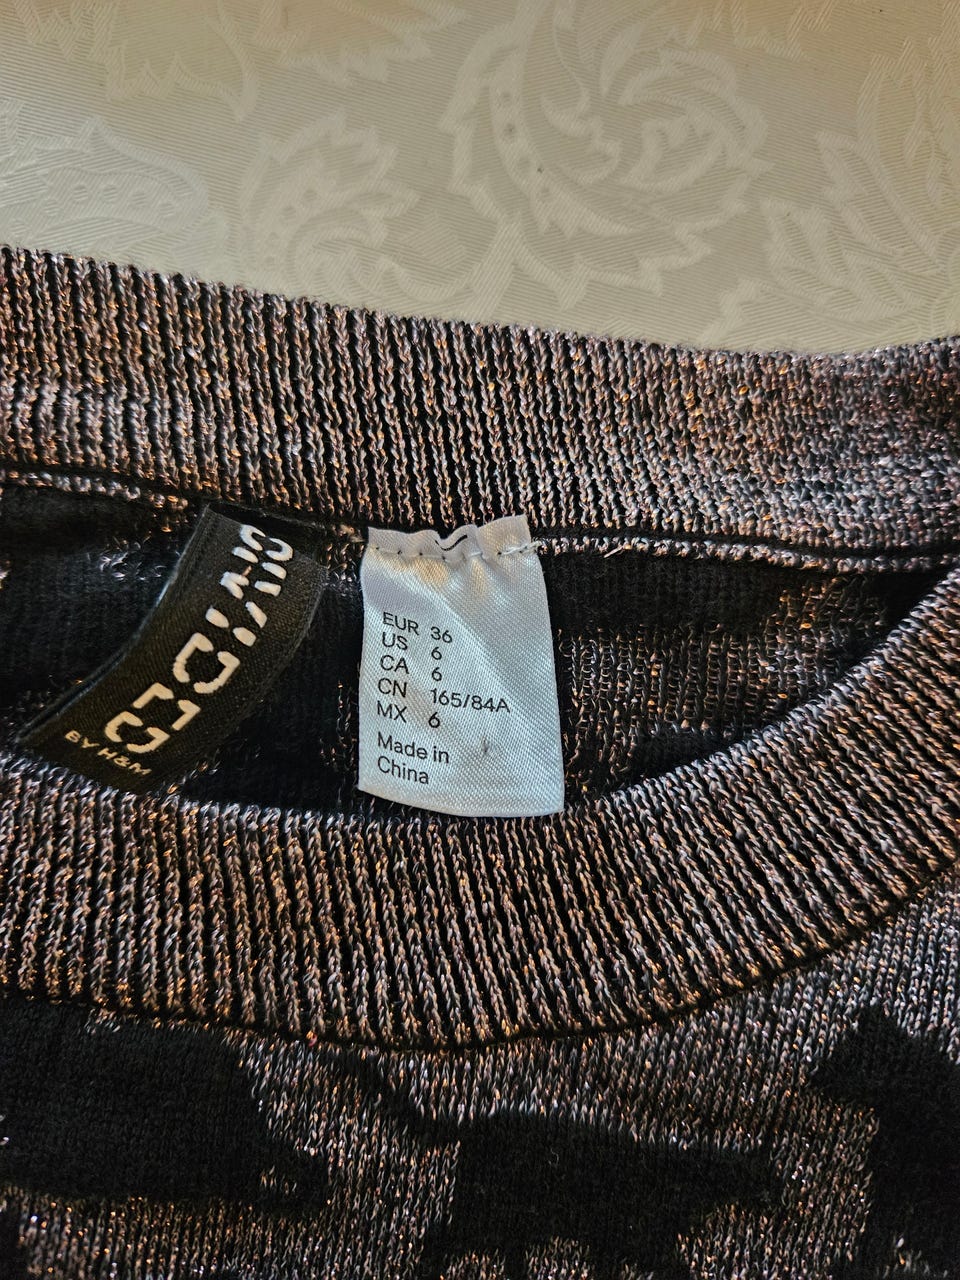 DIVIDED
BY H&M
EUR 36
US 6
CA 6
CN 165/84A
MX 6
Made in
China